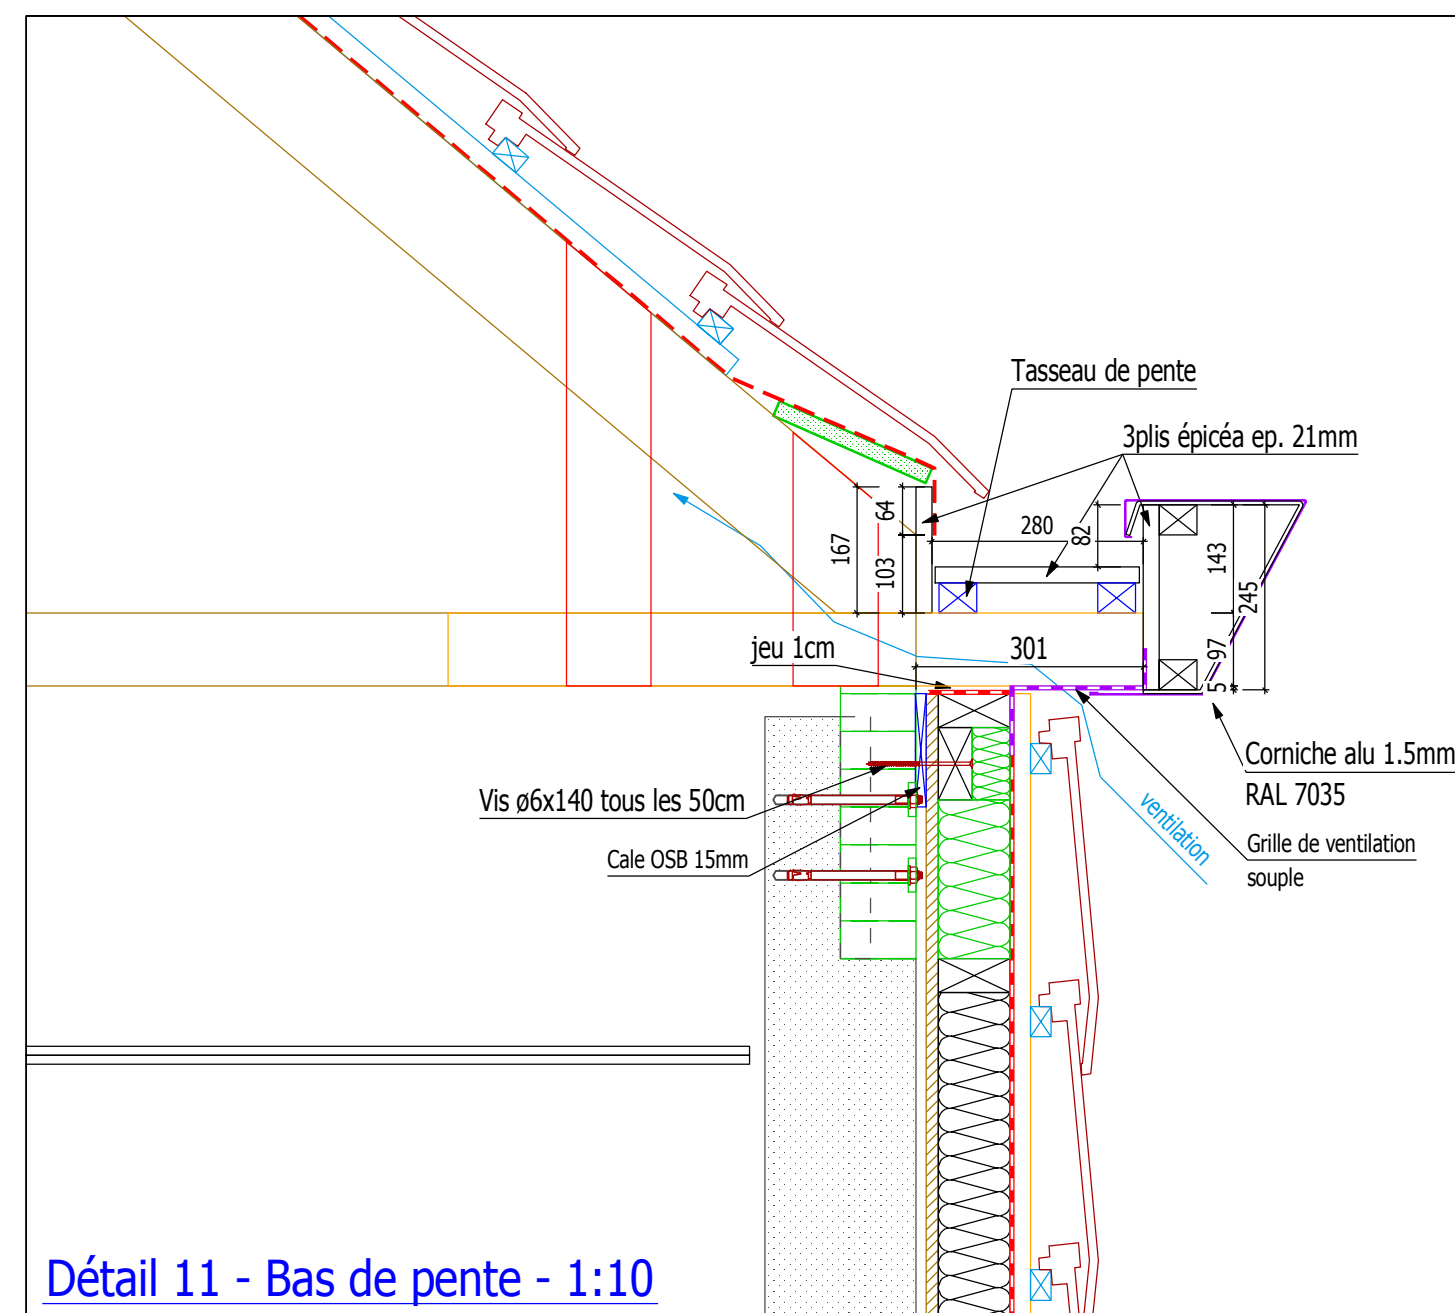 Tasseau de pente
3plis épicéa ep. 21mm
64
280
82
167
103
143
245
jeu 1cm
301
97
5
Corniche alu 1.5mm
RAL 7035
Vis ø6x140 tous les 50cm
ventilation
Grille de ventilation
souple
Cale OSB 15mm
Détail 11 - Bas de pente - 1:10